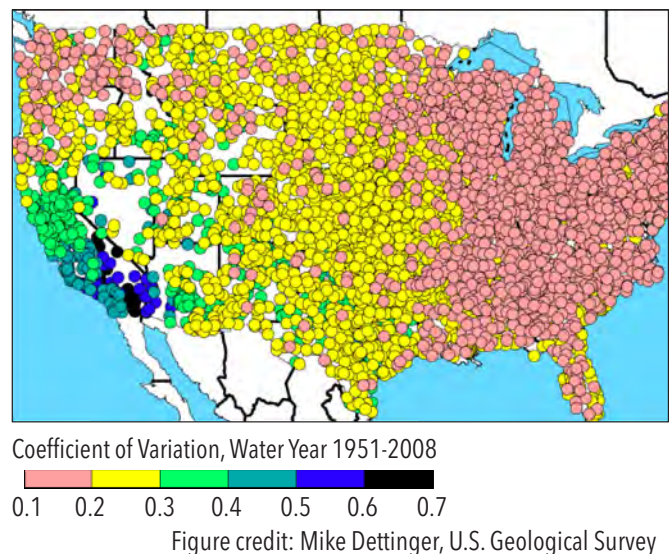 Coefficient of Variation, Water Year 1951-2008
0.1 0.2 0.3 0.4 0.5 0.6 0.7
Figure credit: Mike Dettinger, U.S. Geological Survey